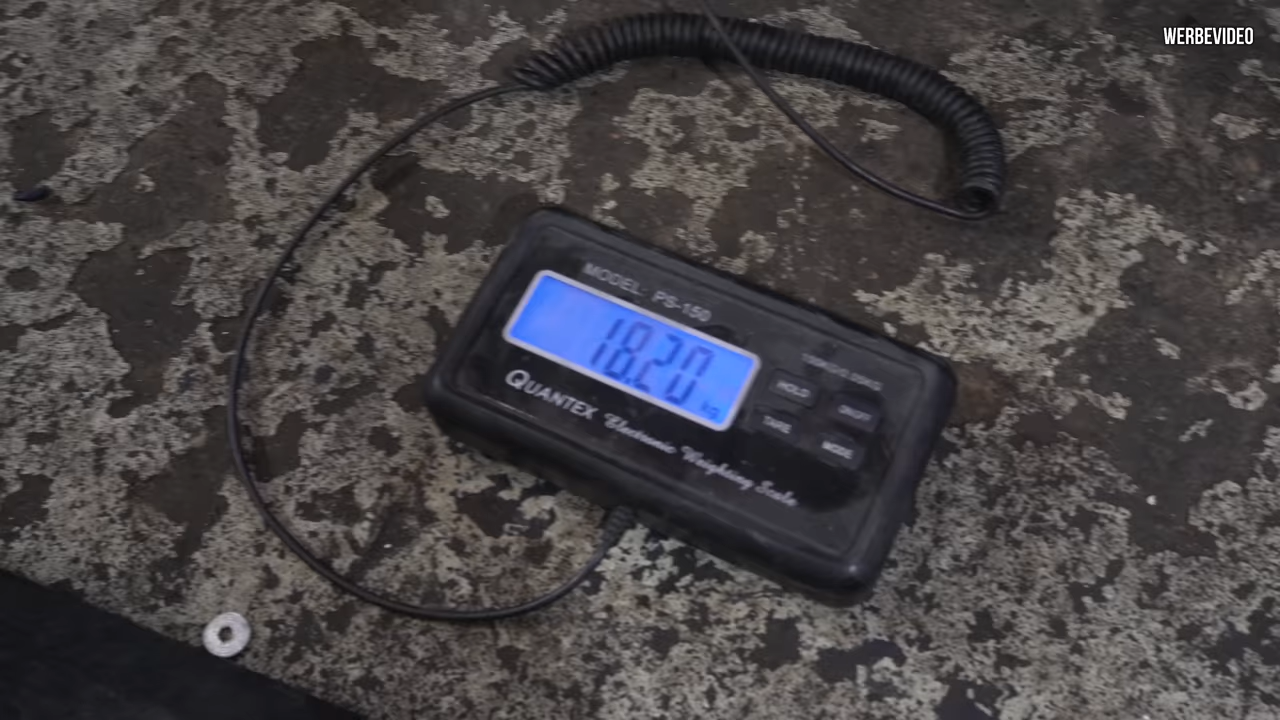 WERBEVIDEO
MODEL: PS-150
18.20 kg
HOLD
ON/OFF
TARE
MODE
QUANTEX Electronic Weighing Scale